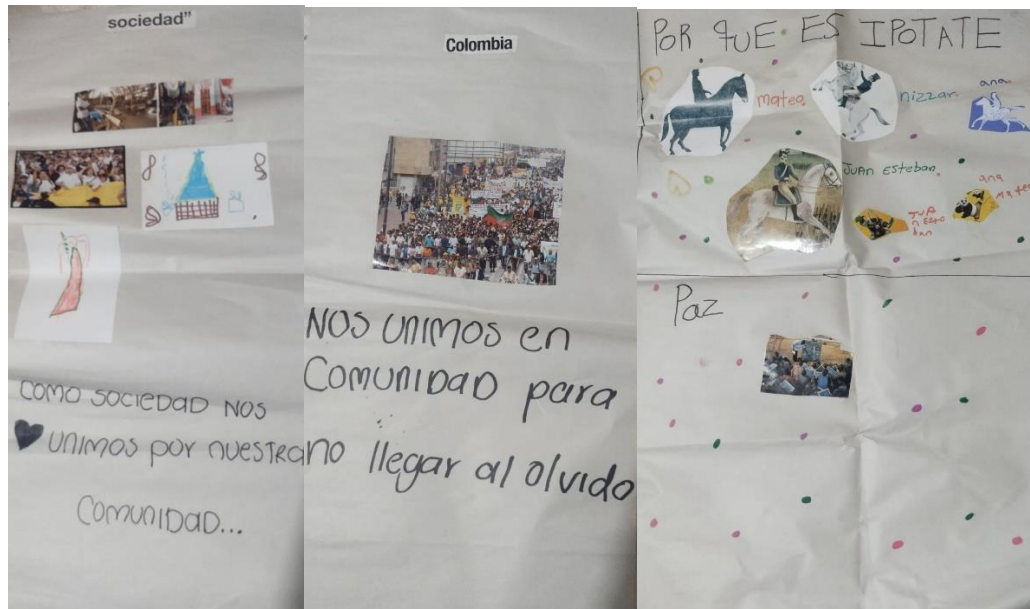 sociedad”
COMO SOCIEDAD NOS
UNIMOS POR NUESTRA
COMUNIDAD...
Colombia
NOS UNIMOS en
COMUNIDAD para
no llegar al olvido
POR QUE ES IPOTATE
mateo
nizzar
ana
JUAN ESTEBAN
ana
Paz